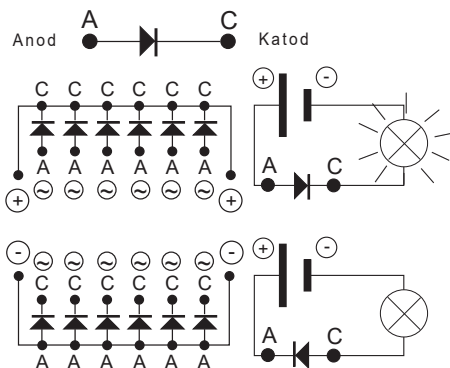 Anod A C Katod
C C C C C C
A A A A A A
~ ~ ~ ~ ~ ~
+ +
+ -
A C
- -
~ ~ ~ ~ ~ ~
C C C C C C
A A A A A A
+ -
A C